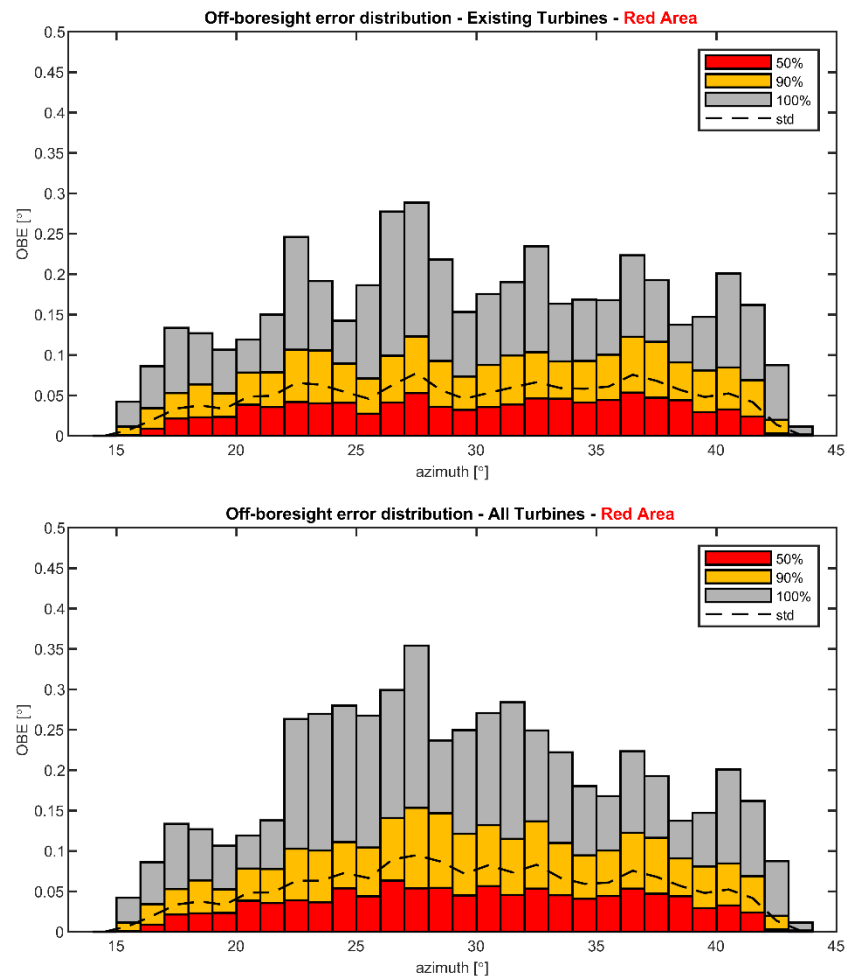 Off-boresight error distribution - Existing Turbines - Red Area
0.5
0.45
0.4
0.35
0.3
0.25
0.2
0.15
0.1
0.05
0
OBE [°]
50%
90%
100%
std
15 20 25 30 35 40 45
azimuth [°]
Off-boresight error distribution - All Turbines - Red Area
0.5
0.45
0.4
0.35
0.3
0.25
0.2
0.15
0.1
0.05
0
OBE [°]
50%
90%
100%
std
15 20 25 30 35 40 45
azimuth [°]